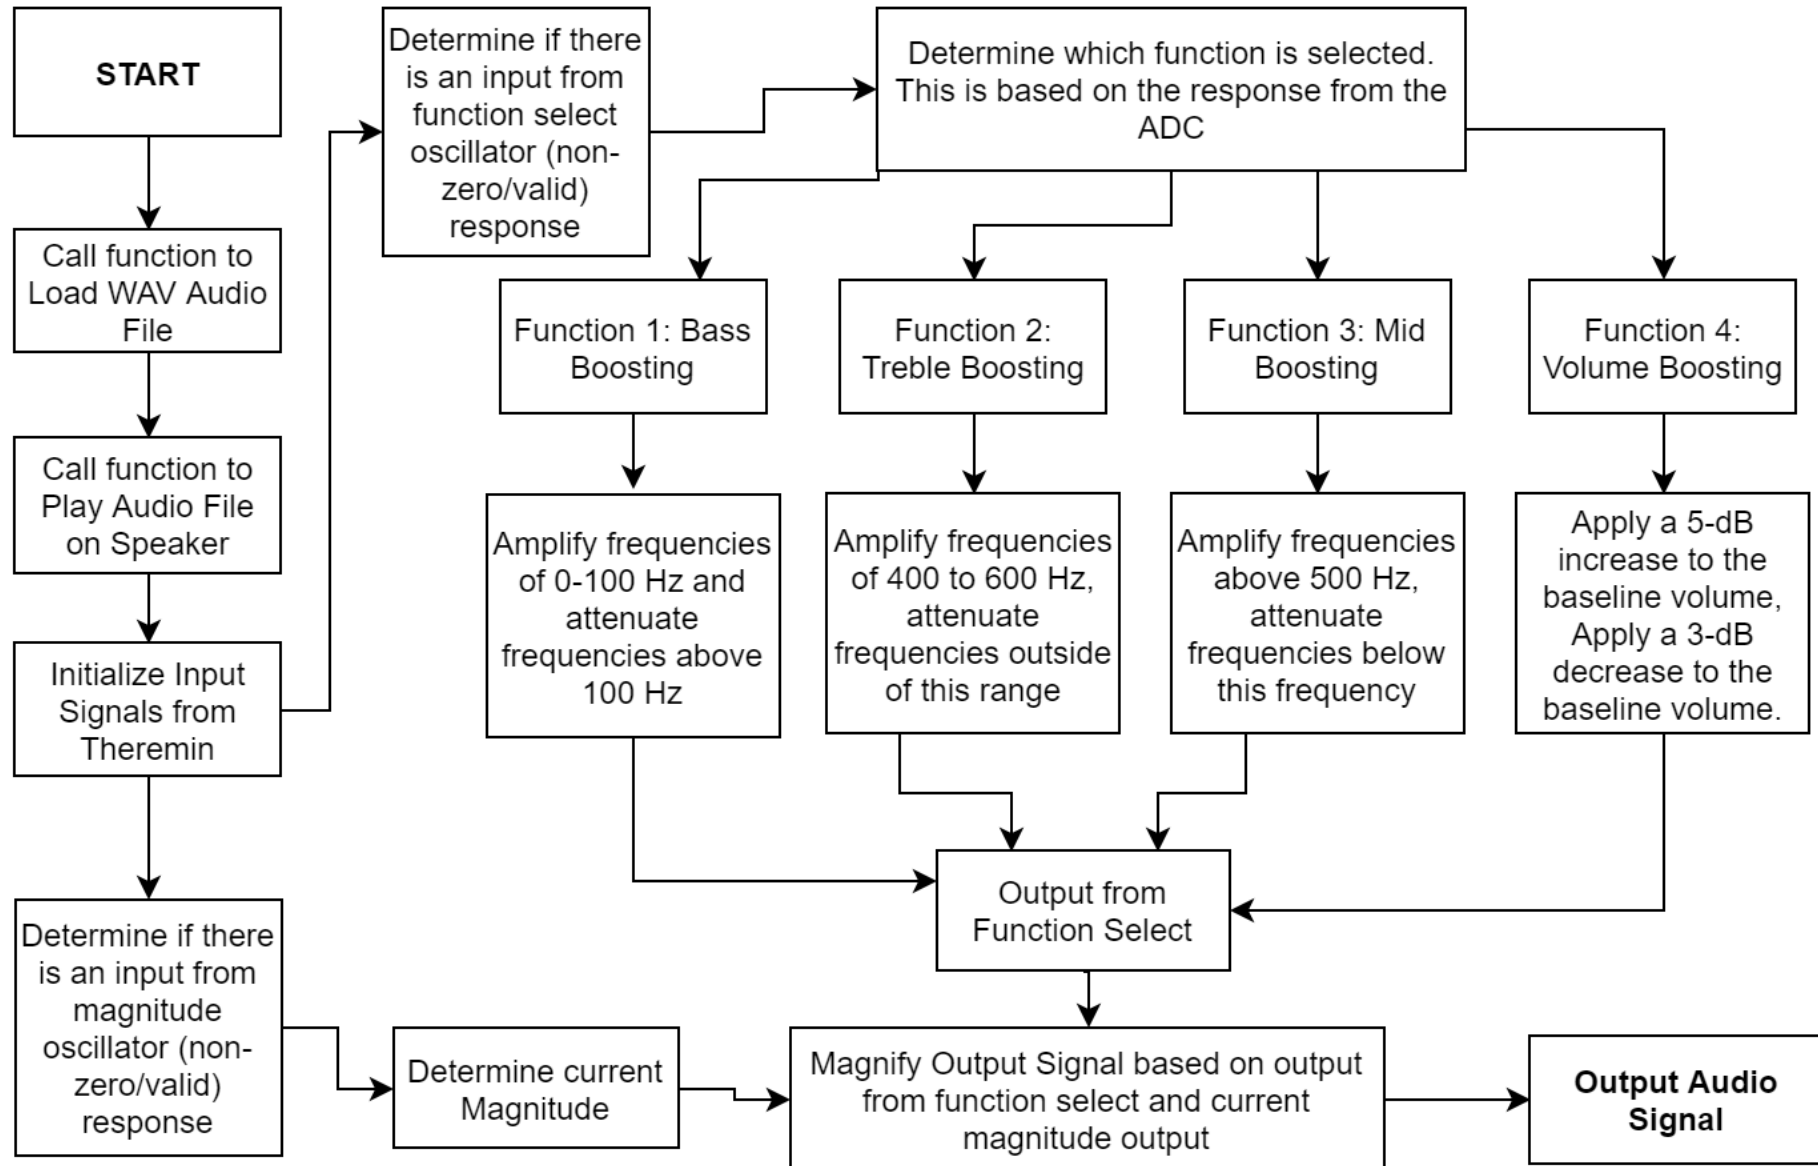 START
Call function to
Load WAV Audio
File
Call function to
Play Audio File
on Speaker
Initialize Input
Signals from
Theremin
Determine if there
is an input from
magnitude
oscillator (non-
zero/valid)
response
Determine current
Magnitude
Determine if there
is an input from
function select
oscillator (non-
zero/valid)
response
Determine which function is selected.
This is based on the response from the
ADC
Function 1: Bass
Boosting
Function 2:
Treble Boosting
Function 3: Mid
Boosting
Function 4:
Volume Boosting
Amplify frequencies
of 0-100 Hz and
attenuate
frequencies above
100 Hz
Amplify frequencies
of 400 to 600 Hz,
attenuate
frequencies outside
of this range
Amplify frequencies
above 500 Hz,
attenuate
frequencies below
this frequency
Apply a 5-dB
increase to the
baseline volume,
Apply a 3-dB
decrease to the
baseline volume.
Output from
Function Select
Magnify Output Signal based on output
from function select and current
magnitude output
Output Audio
Signal